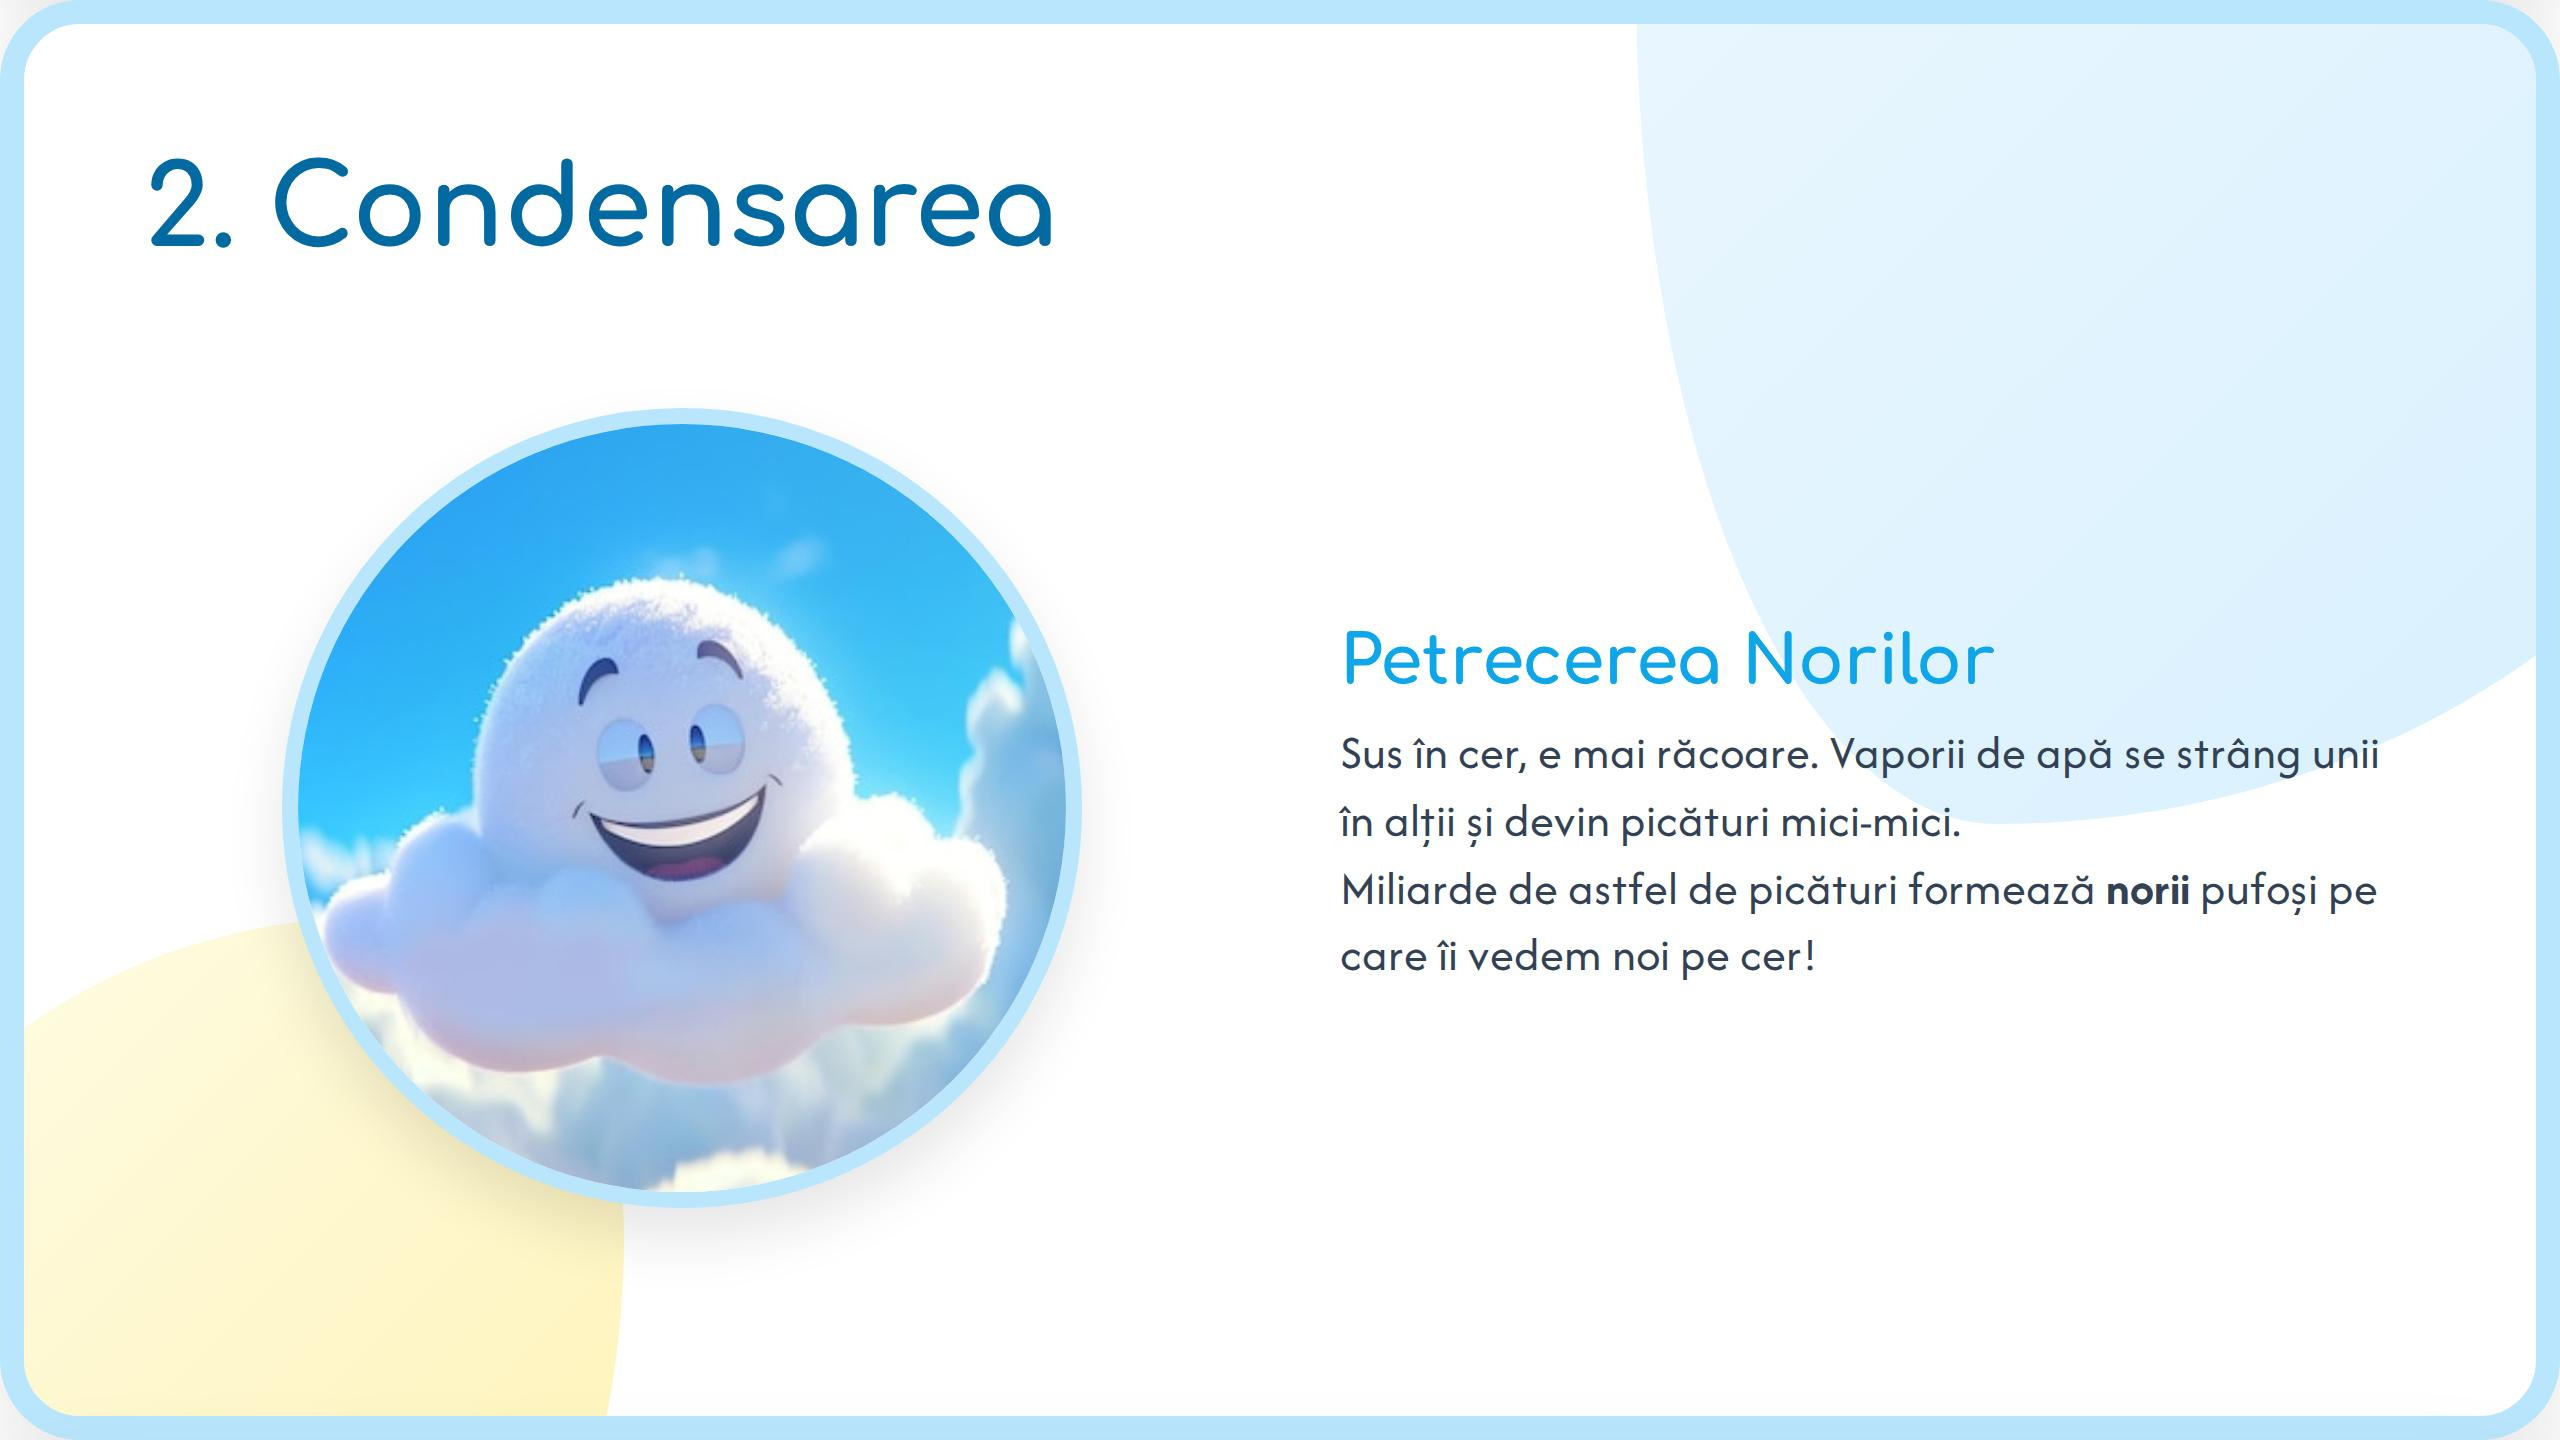 2. Condensarea
Petrecerea Norilor
Sus în cer, e mai răcoare. Vaporii de apă se strâng unii
în alții și devin picături mici-mici.
Miliarde de astfel de picături formează norii pufoși pe
care îi vedem noi pe cer!